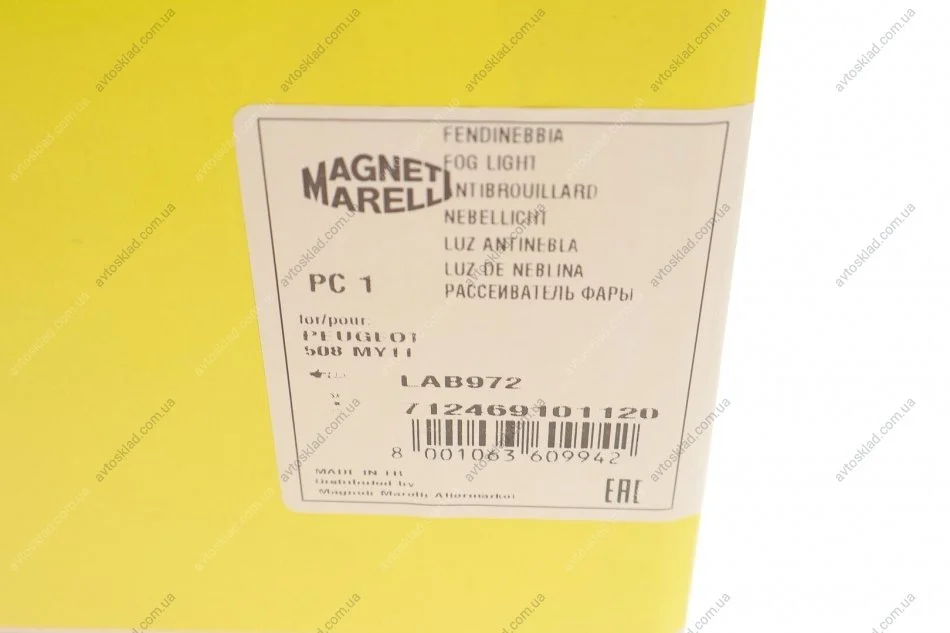 MAGNETI
MARELLI
FENDINEBBIA
FOG LIGHT
ANTIBROUILLARD
NEBELLICHT
LUZ ANTINEBLA
LUZ DE NEBLINA
РАССЕИВАТЕЛЬ ФАРЫ
PC 1
for/pour:
PEUGEOT
508 MY11
LAB972
712469101120
8 001063 609942
MADE IN
Distributed by
Magneti Marelli Aftermarket
EAC
avtosklad.com.ua